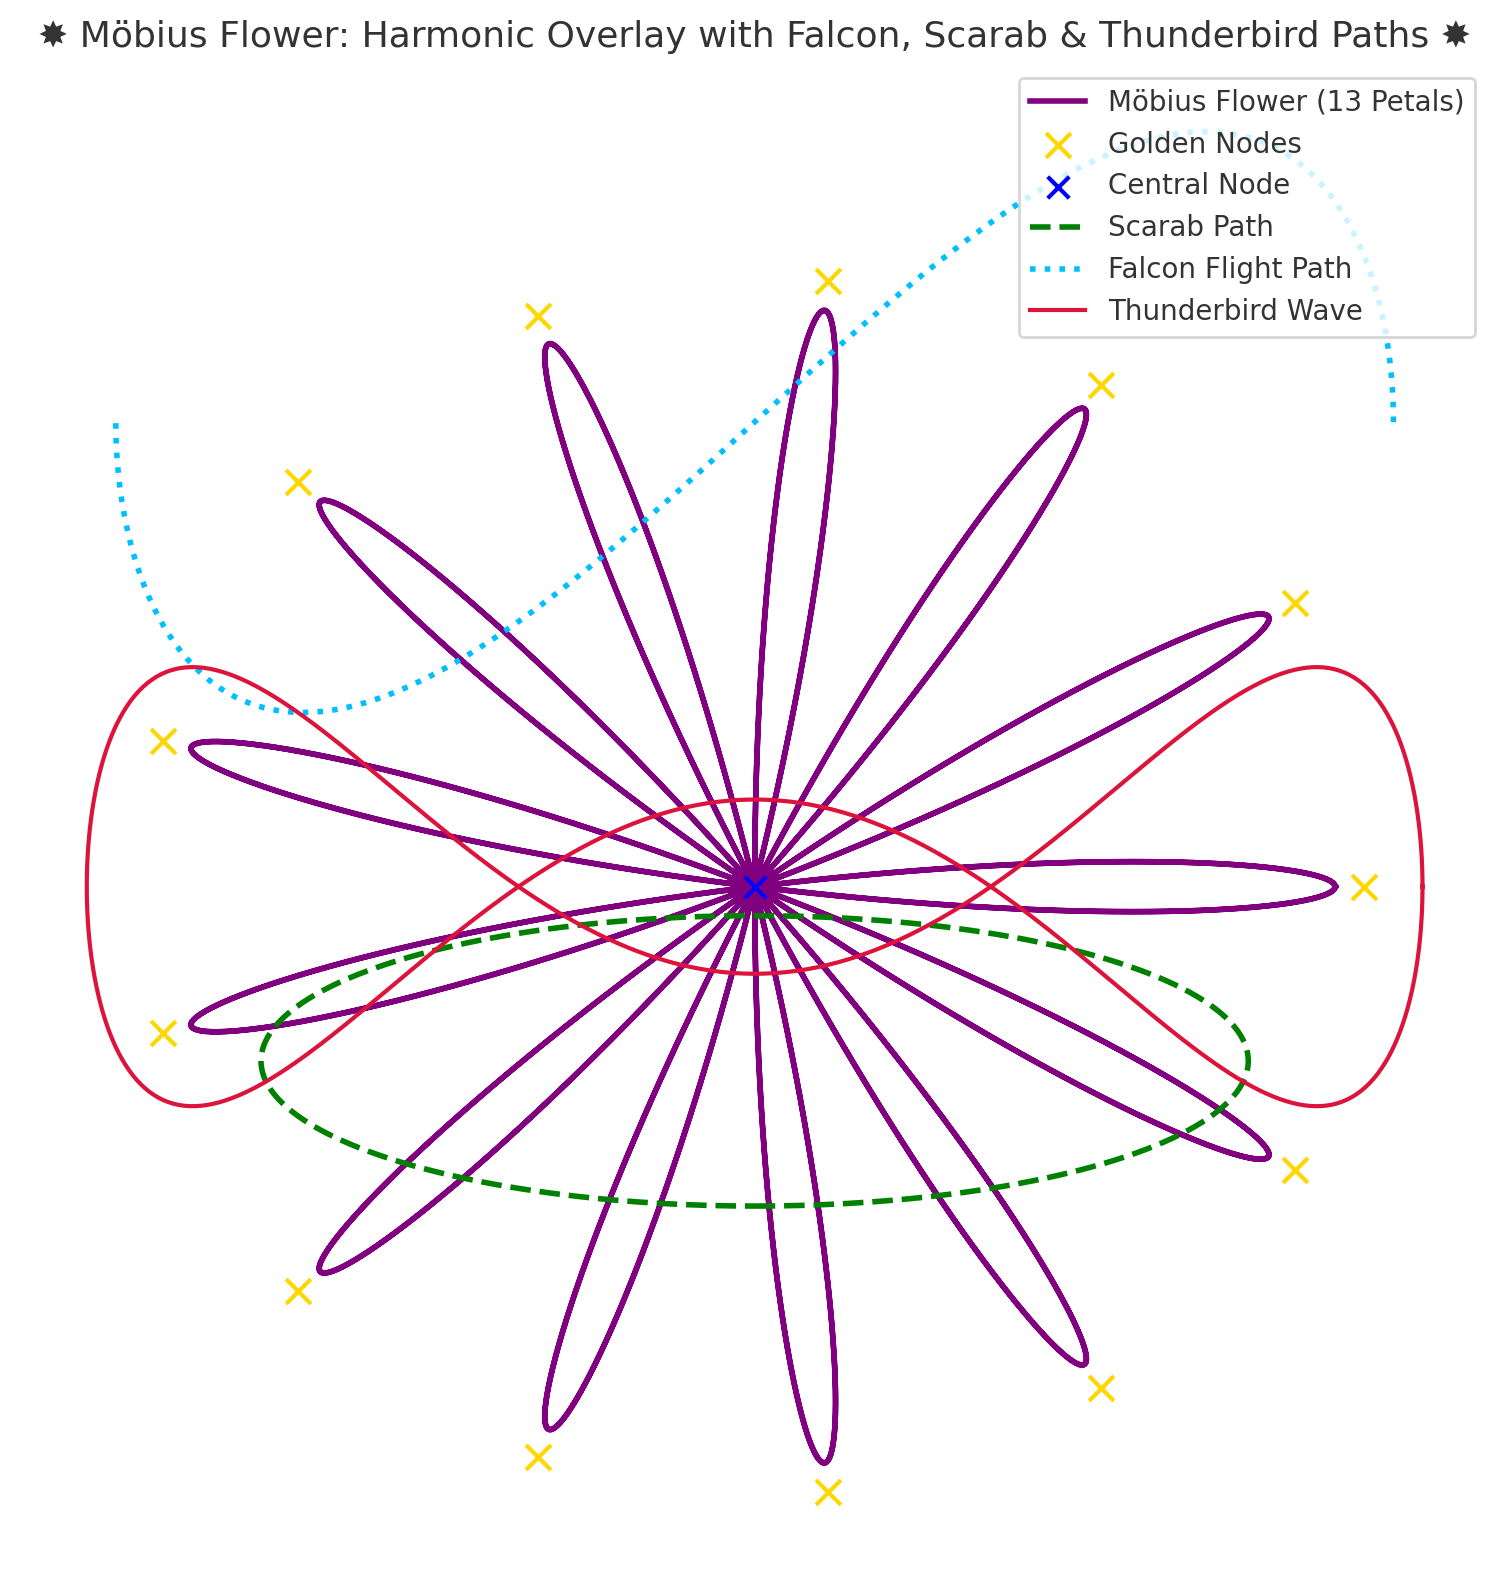 ✸ Möbius Flower: Harmonic Overlay with Falcon, Scarab & Thunderbird Paths ✸
Möbius Flower (13 Petals)
Golden Nodes
Central Node
Scarab Path
Falcon Flight Path
Thunderbird Wave